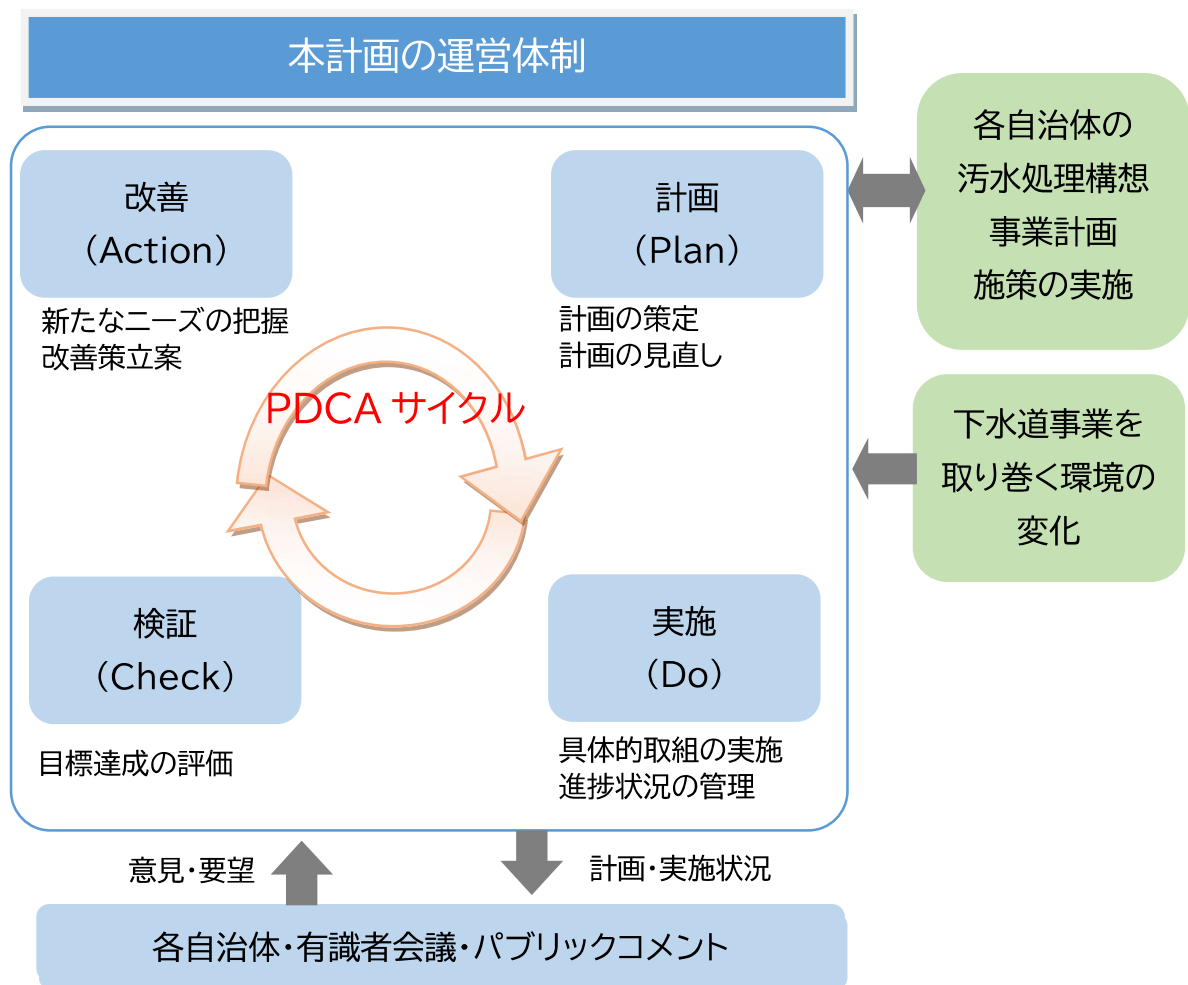 本計画の運営体制
改善
（Action）
新たなニーズの把握
改善策立案
計画
（Plan）
計画の策定
計画の見直し
PDCA サイクル
検証
（Check）
目標達成の評価
実施
（Do）
具体的取組の実施
進捗状況の管理
各自治体の
汚水処理構想
事業計画
施策の実施
下水道事業を
取り巻く環境の
変化
意見・要望
計画・実施状況
各自治体・有識者会議・パブリックコメント